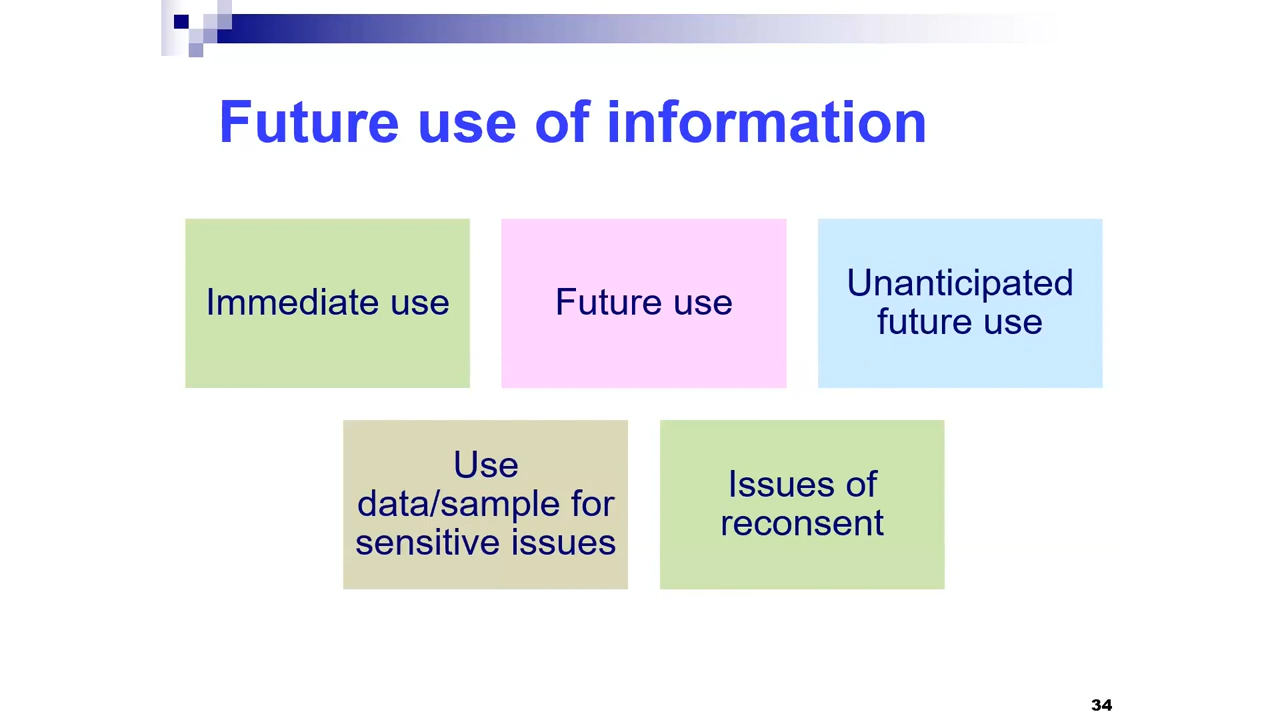 Future use of information
Immediate use
Future use
Unanticipated
future use
Use
data/sample for
sensitive issues
Issues of
reconsent
34